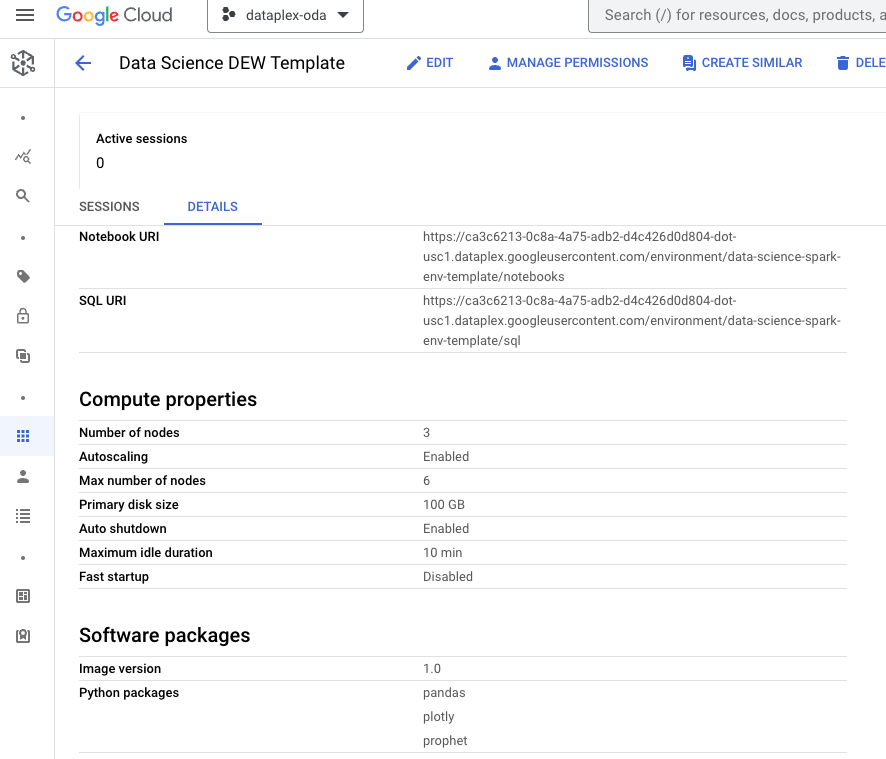 Google Cloud
dataplex-oda
Search (/) for resources, docs, products, a
Data Science DEW Template
EDIT
MANAGE PERMISSIONS
CREATE SIMILAR
DELE
Active sessions
0
SESSIONS
DETAILS
Notebook URI
https://ca3c6213-0c8a-4a75-adb2-d4c426d0d804-dot-
usc1.dataplex.googleusercontent.com/environment/data-science-spark-
env-template/notebooks
SQL URI
https://ca3c6213-0c8a-4a75-adb2-d4c426d0d804-dot-
usc1.dataplex.googleusercontent.com/environment/data-science-spark-
env-template/sql
Compute properties
Number of nodes 3
Autoscaling Enabled
Max number of nodes 6
Primary disk size 100 GB
Auto shutdown Enabled
Maximum idle duration 10 min
Fast startup Disabled
Software packages
Image version 1.0
Python packages pandas
plotly
prophet